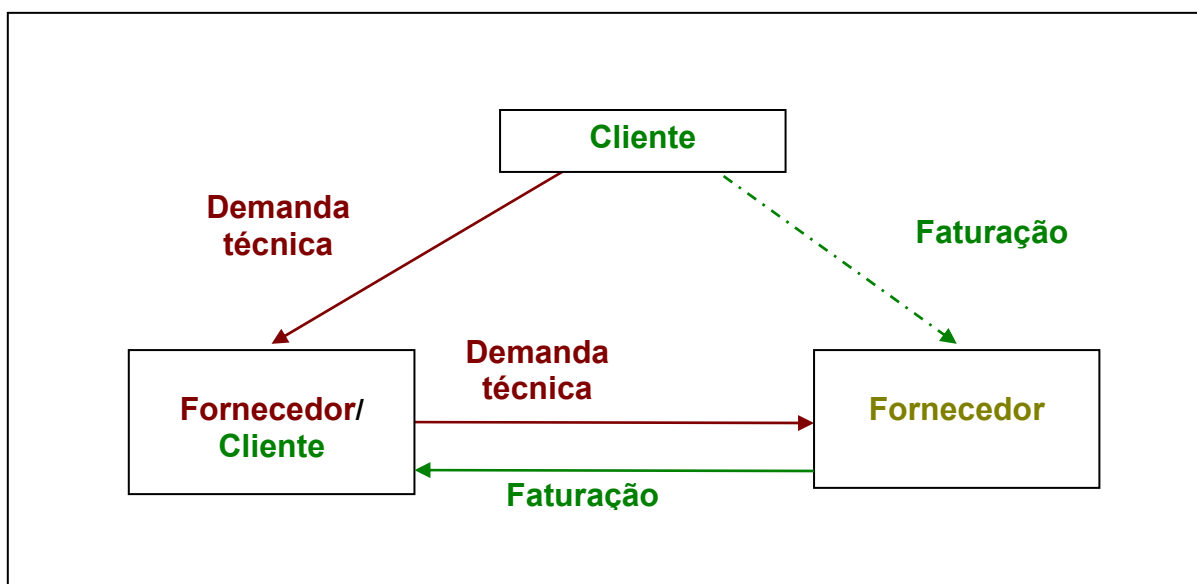 Cliente
Demanda
técnica
Faturação
Demanda
técnica
Fornecedor/
Cliente
Fornecedor
Faturação